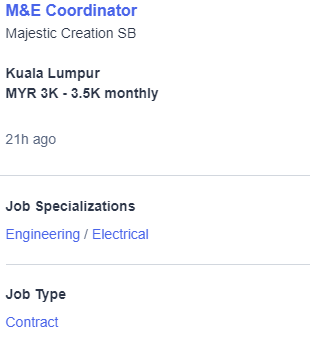 M&E Coordinator
Majestic Creation SB
Kuala Lumpur
MYR 3K - 3.5K monthly
21h ago
Job Specializations
Engineering / Electrical
Job Type
Contract